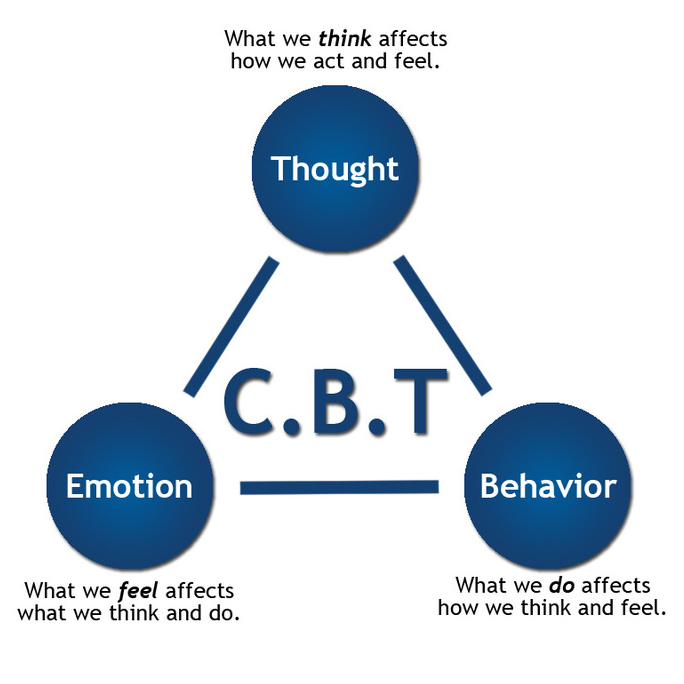 What we think affects
how we act and feel.
Thought
C.B.T
Emotion
Behavior
What we feel affects
what we think and do.
What we do affects
how we think and feel.